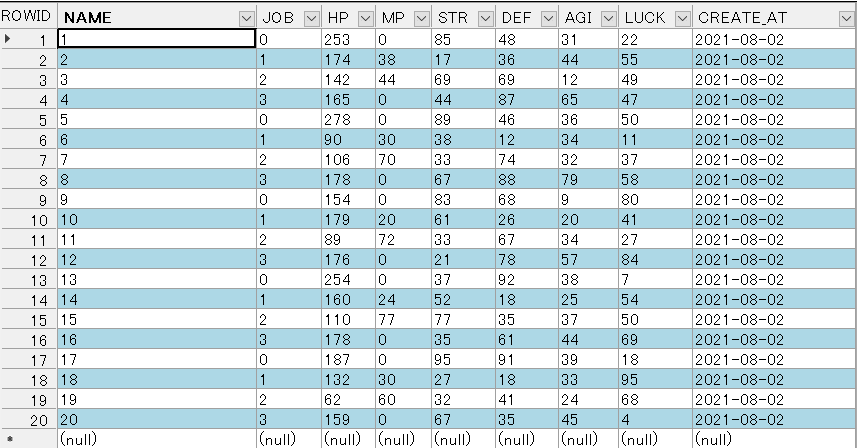 ROWID NAME JOB HP MP STR DEF AGI LUCK CREATE_AT
1 1 0 253 0 85 48 31 22 2021-08-02
2 2 1 174 38 17 36 44 55 2021-08-02
3 3 2 142 44 69 69 12 49 2021-08-02
4 4 3 165 0 44 87 65 47 2021-08-02
5 5 0 278 0 89 46 36 50 2021-08-02
6 6 1 90 30 38 12 34 11 2021-08-02
7 7 2 106 70 33 74 32 37 2021-08-02
8 8 3 178 0 67 88 79 58 2021-08-02
9 9 0 154 0 83 68 9 80 2021-08-02
10 10 1 179 20 61 26 20 41 2021-08-02
11 11 2 89 72 33 67 34 27 2021-08-02
12 12 3 176 0 21 78 57 84 2021-08-02
13 13 0 254 0 37 92 38 7 2021-08-02
14 14 1 160 24 52 18 25 54 2021-08-02
15 15 2 110 77 77 35 37 50 2021-08-02
16 16 3 178 0 35 61 44 69 2021-08-02
17 17 0 187 0 95 91 39 18 2021-08-02
18 18 1 132 30 27 18 33 95 2021-08-02
19 19 2 62 60 32 41 24 68 2021-08-02
20 20 3 159 0 67 35 45 4 2021-08-02
* (null) (null) (null) (null) (null) (null) (null) (null) (null)